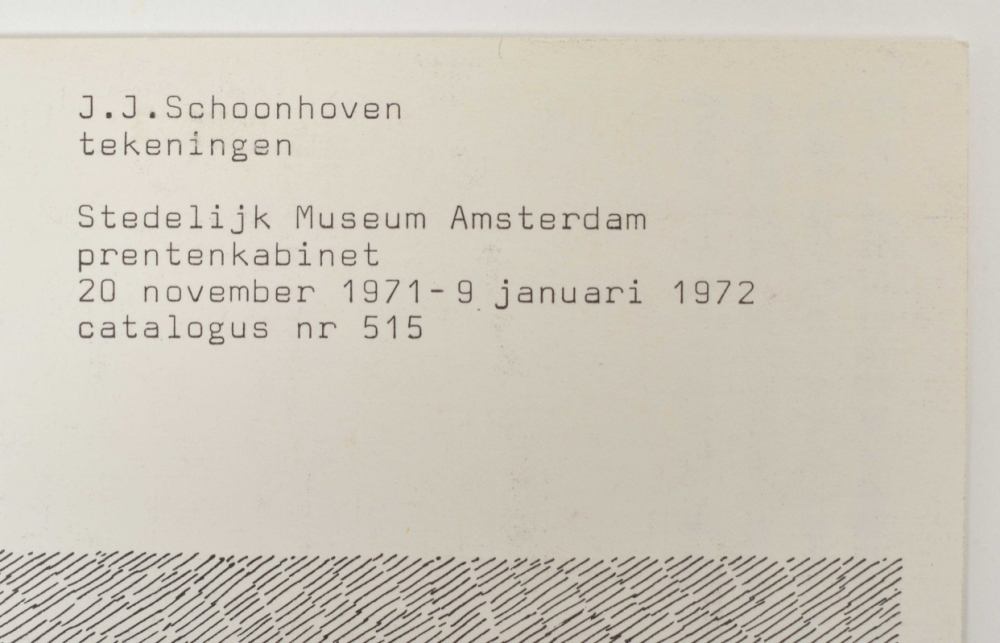 J.J.Schoonhoven
tekeningen
Stedelijk Museum Amsterdam
prentenkabinet
20 november 1971-9 januari 1972
catalogus nr 515